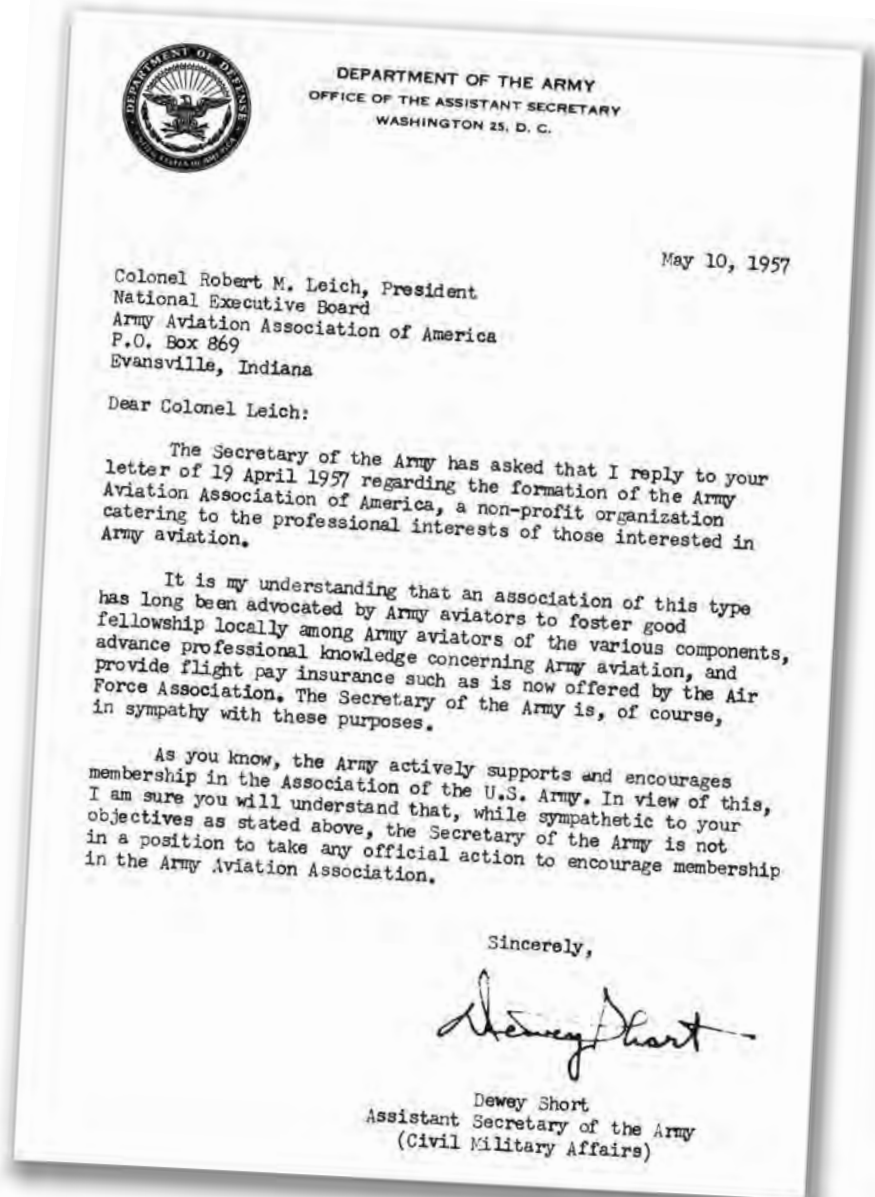 DEPARTMENT OF DEFENSE
UNITED STATES OF AMERICA
DEPARTMENT OF THE ARMY
OFFICE OF THE ASSISTANT SECRETARY
WASHINGTON 25, D. C.
May 10, 1957
Colonel Robert M. Leich, President
National Executive Board
Army Aviation Association of America
P.O. Box 869
Evansville, Indiana
Dear Colonel Leich:
The Secretary of the Army has asked that I reply to your
letter of 19 April 1957 regarding the formation of the Army
Aviation Association of America, a non-profit organization
catering to the professional interests of those interested in
Army aviation.
It is my understanding that an association of this type
has long been advocated by Army aviators to foster good
fellowship locally among Army aviators of the various components,
advance professional knowledge concerning Army aviation, and
provide flight pay insurance such as is now offered by the Air
Force Association. The Secretary of the Army is, of course,
in sympathy with these purposes.
As you know, the Army actively supports and encourages
membership in the Association of the U.S. Army. In view of this,
I am sure you will understand that, while sympathetic to your
objectives as stated above, the Secretary of the Army is not
in a position to take any official action to encourage membership
in the Army Aviation Association.
Sincerely,
Dewey Short
Dewey Short
Assistant Secretary of the Army
(Civil Military Affairs)